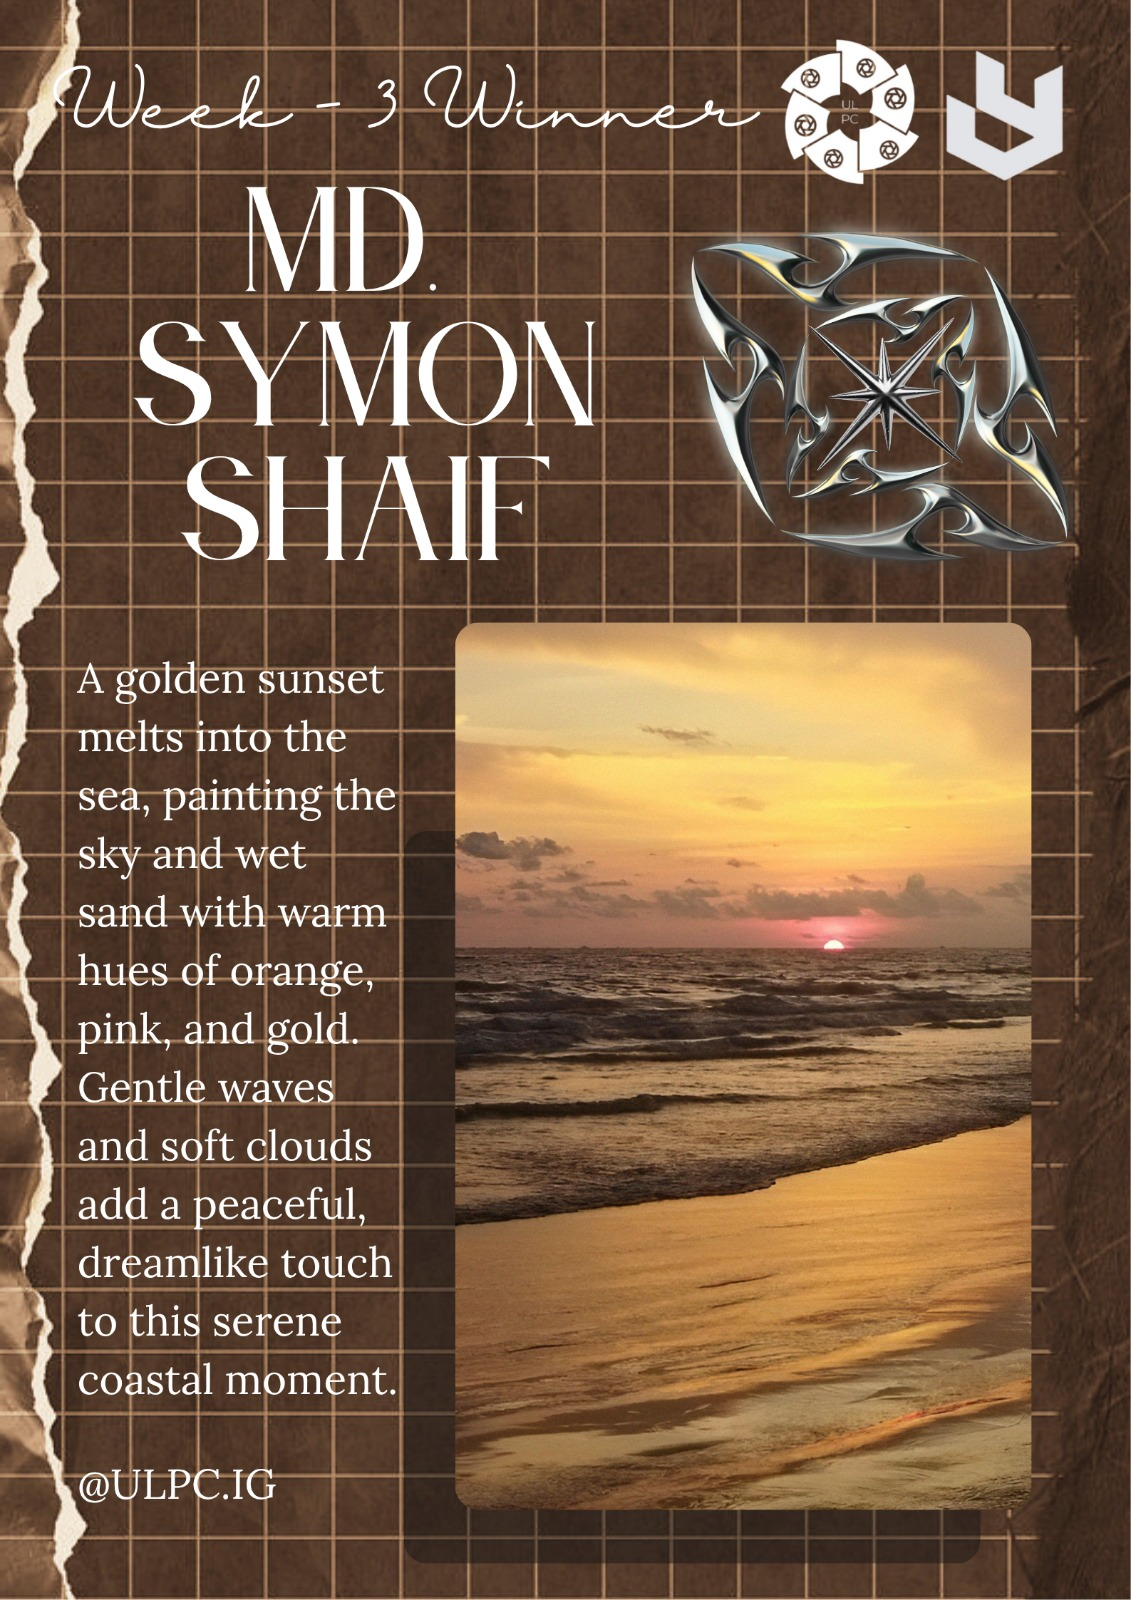 Week - 3 Winner
UL
PC
MD.
SYMON
SHAIF
A golden sunset
melts into the
sea, painting the
sky and wet
sand with warm
hues of orange,
pink, and gold.
Gentle waves
and soft clouds
add a peaceful,
dreamlike touch
to this serene
coastal moment.
@ULPC.IG